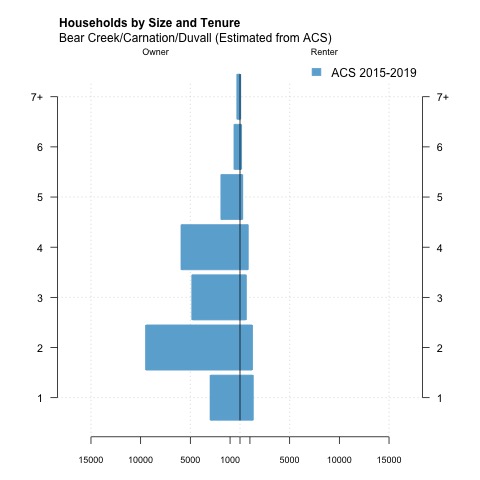 Households by Size and Tenure
Bear Creek/Carnation/Duvall (Estimated from ACS)
Owner Renter
ACS 2015-2019
7+ 7+
6 6
5 5
4 4
3 3
2 2
1 1
15000 10000 5000 1000 5000 10000 15000